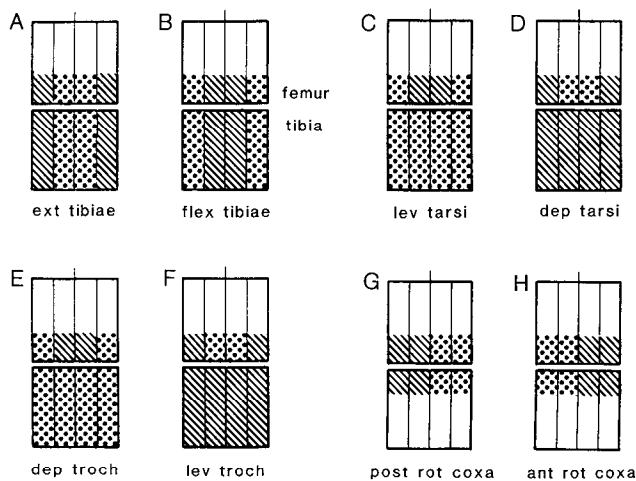 A B C D
femur
tibia
ext tibiae flex tibiae lev tarsi dep tarsi
E F G H
dep troch lev troch post rot coxa ant rot coxa